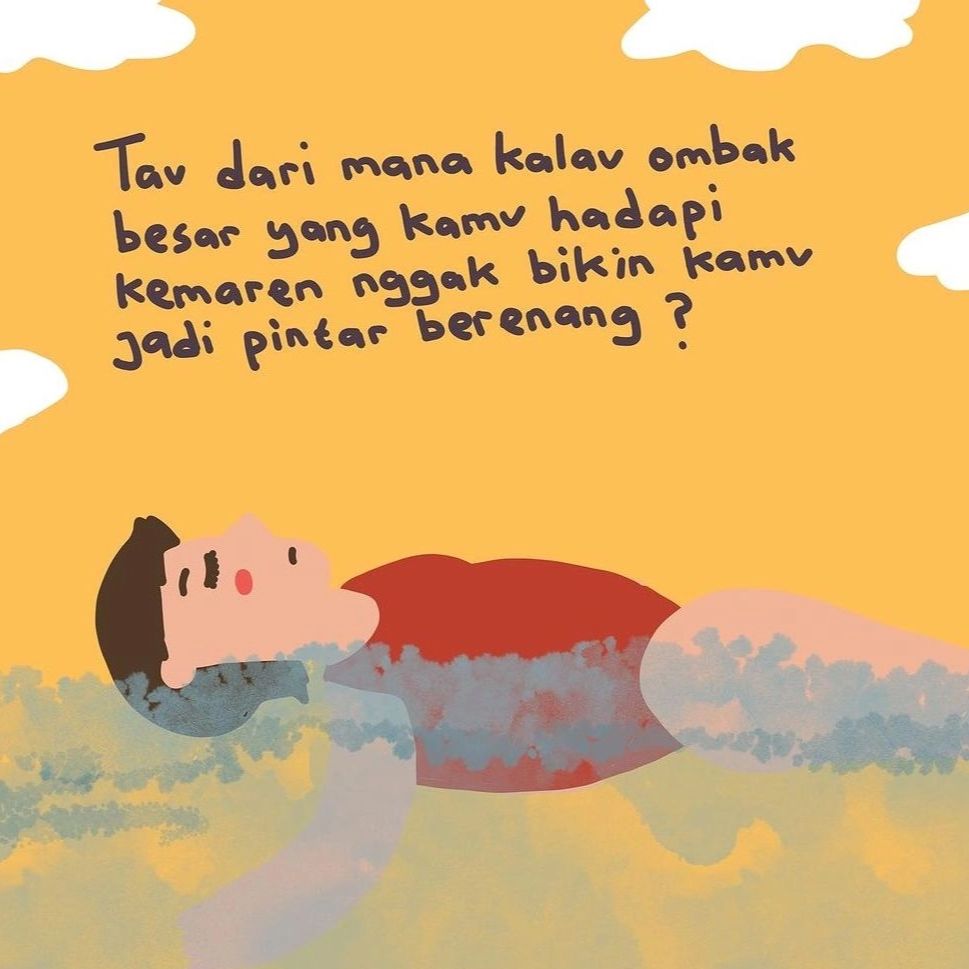 Tau dari mana kalau ombak
besar yang kamu hadapi
kemaren nggak bikin kamu
jadi pintar berenang ?